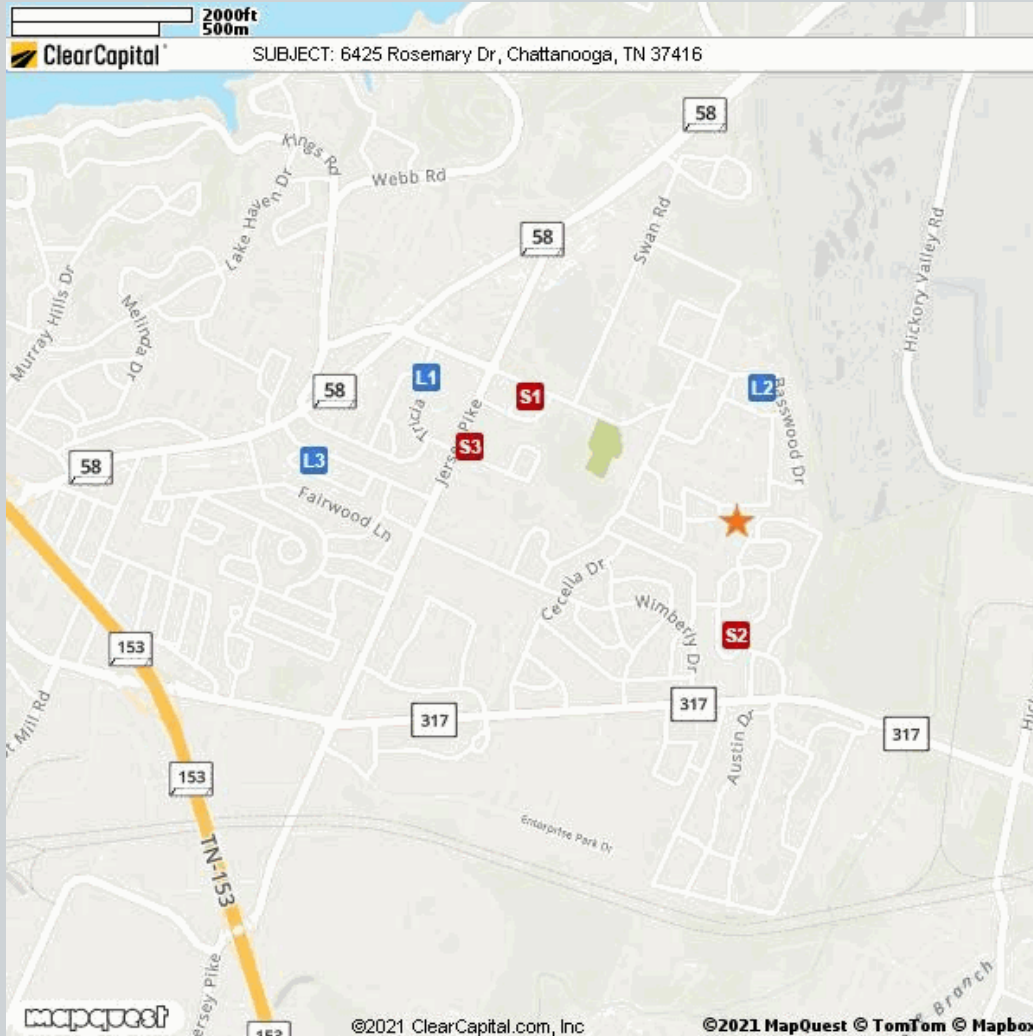 2000ft
500m
ClearCapital
SUBJECT: 6425 Rosemary Dr, Chattanooga, TN 37416
58
Kings Rd
Webb Rd
Lake Haven Dr
Swan Rd
58
Hickory Valley Rd
Murray Hills Dr
Melinda Dr
L1
58
S1
L2
Basswood Dr
Tricia
Jersey Pike
S3
L3
58
Fairwood Ln
Cecelia Dr
Wimberly Dr
S2
153
317
317
317
Mill Rd
Austin Dr
153
Enterprise Park Dr
TN-153
Jersey Pike
Branch
mapquest
153
©2021 ClearCapital.com, Inc
©2021 MapQuest © TomTom © Mapbox